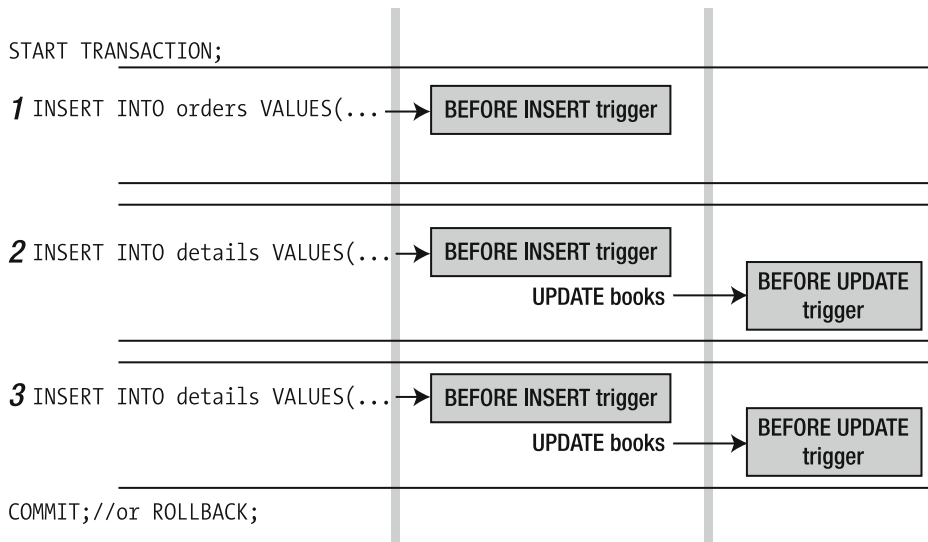 START TRANSACTION;
1 INSERT INTO orders VALUES(... BEFORE INSERT trigger
2 INSERT INTO details VALUES(... BEFORE INSERT trigger
UPDATE books BEFORE UPDATE
trigger
3 INSERT INTO details VALUES(... BEFORE INSERT trigger
UPDATE books BEFORE UPDATE
trigger
COMMIT;//or ROLLBACK;